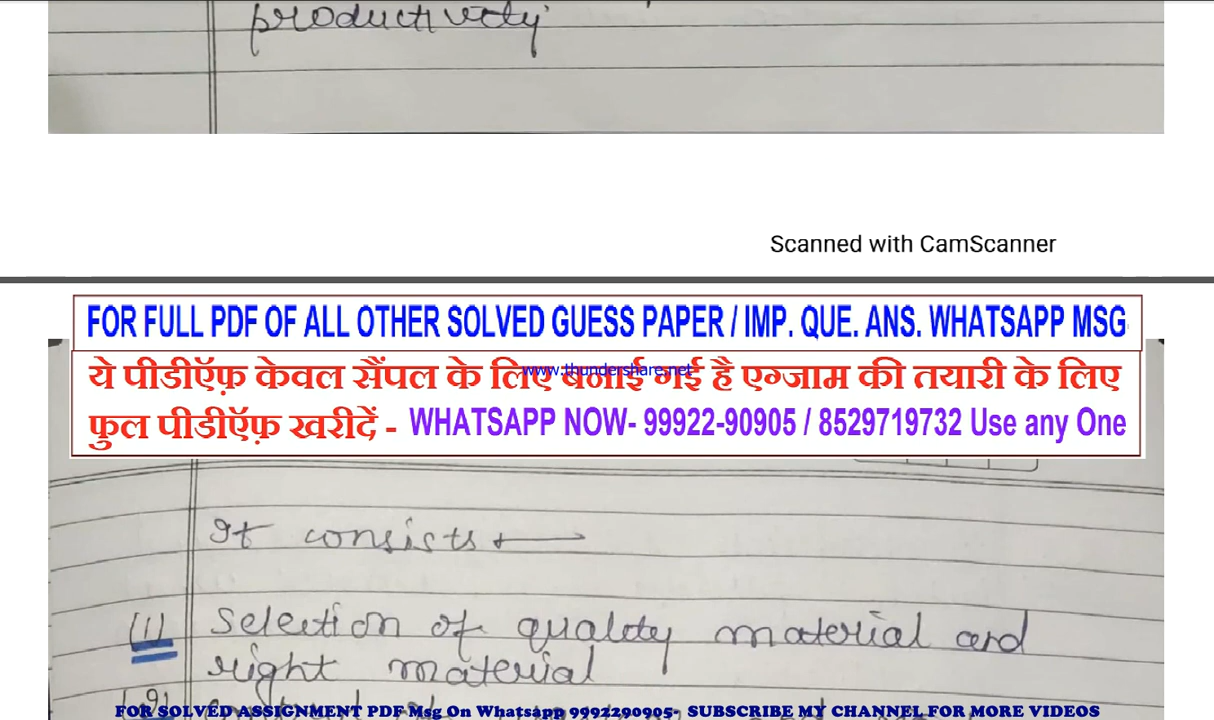 productively
Scanned with CamScanner
FOR FULL PDF OF ALL OTHER SOLVED GUESS PAPER / IMP. QUE. ANS. WHATSAPP MSG
ये पीडीऍफ़ केवल सैंपल के लिए बनाई गई है एग्जाम की तयारी के लिए
www.thundershare.net
फुल पीडीऍफ़ खरीदें - WHATSAPP NOW- 99922-90905 / 8529719732 Use any One
It consists
(1) Selection of quality material and
right material
(2)
FOR SOLVED ASSIGNMENT PDF Msg On Whatsapp 9992290905- SUBSCRIBE MY CHANNEL FOR MORE VIDEOS